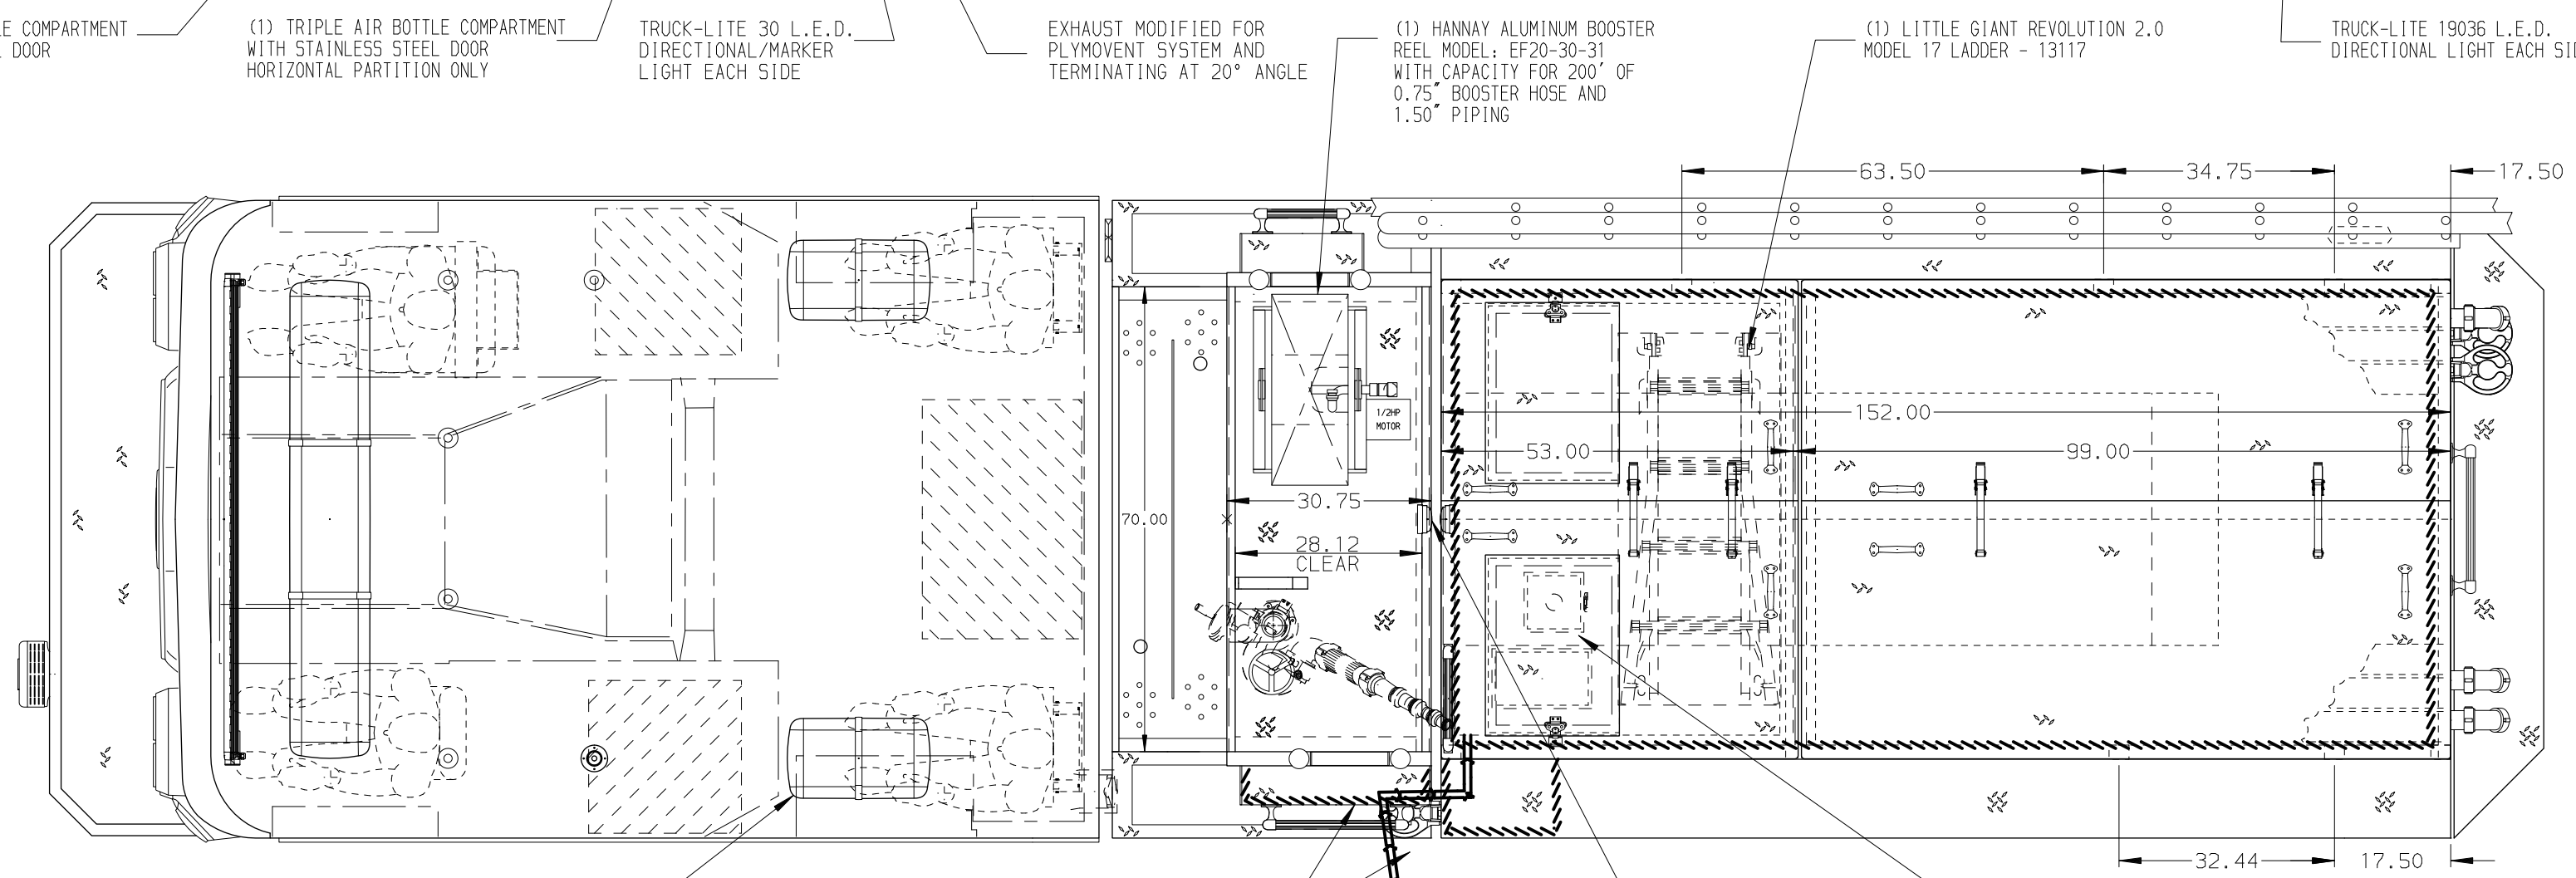 COMPARTMENT
DOOR
(1) TRIPLE AIR BOTTLE COMPARTMENT
WITH STAINLESS STEEL DOOR
HORIZONTAL PARTITION ONLY
TRUCK-LITE 30 L.E.D.
DIRECTIONAL/MARKER
LIGHT EACH SIDE
EXHAUST MODIFIED FOR
PLYMOVENT SYSTEM AND
TERMINATING AT 20° ANGLE
(1) HANNAY ALUMINUM BOOSTER
REEL MODEL: EF20-30-31
WITH CAPACITY FOR 200' OF
0.75" BOOSTER HOSE AND
1.50" PIPING
(1) LITTLE GIANT REVOLUTION 2.0
MODEL 17 LADDER - 13117
TRUCK-LITE 19036 L.E.D.
DIRECTIONAL LIGHT EACH
63.50
34.75
17.50
1/2HP
MOTOR
152.00
53.00
99.00
30.75
70.00
28.12
CLEAR
32.44
17.50